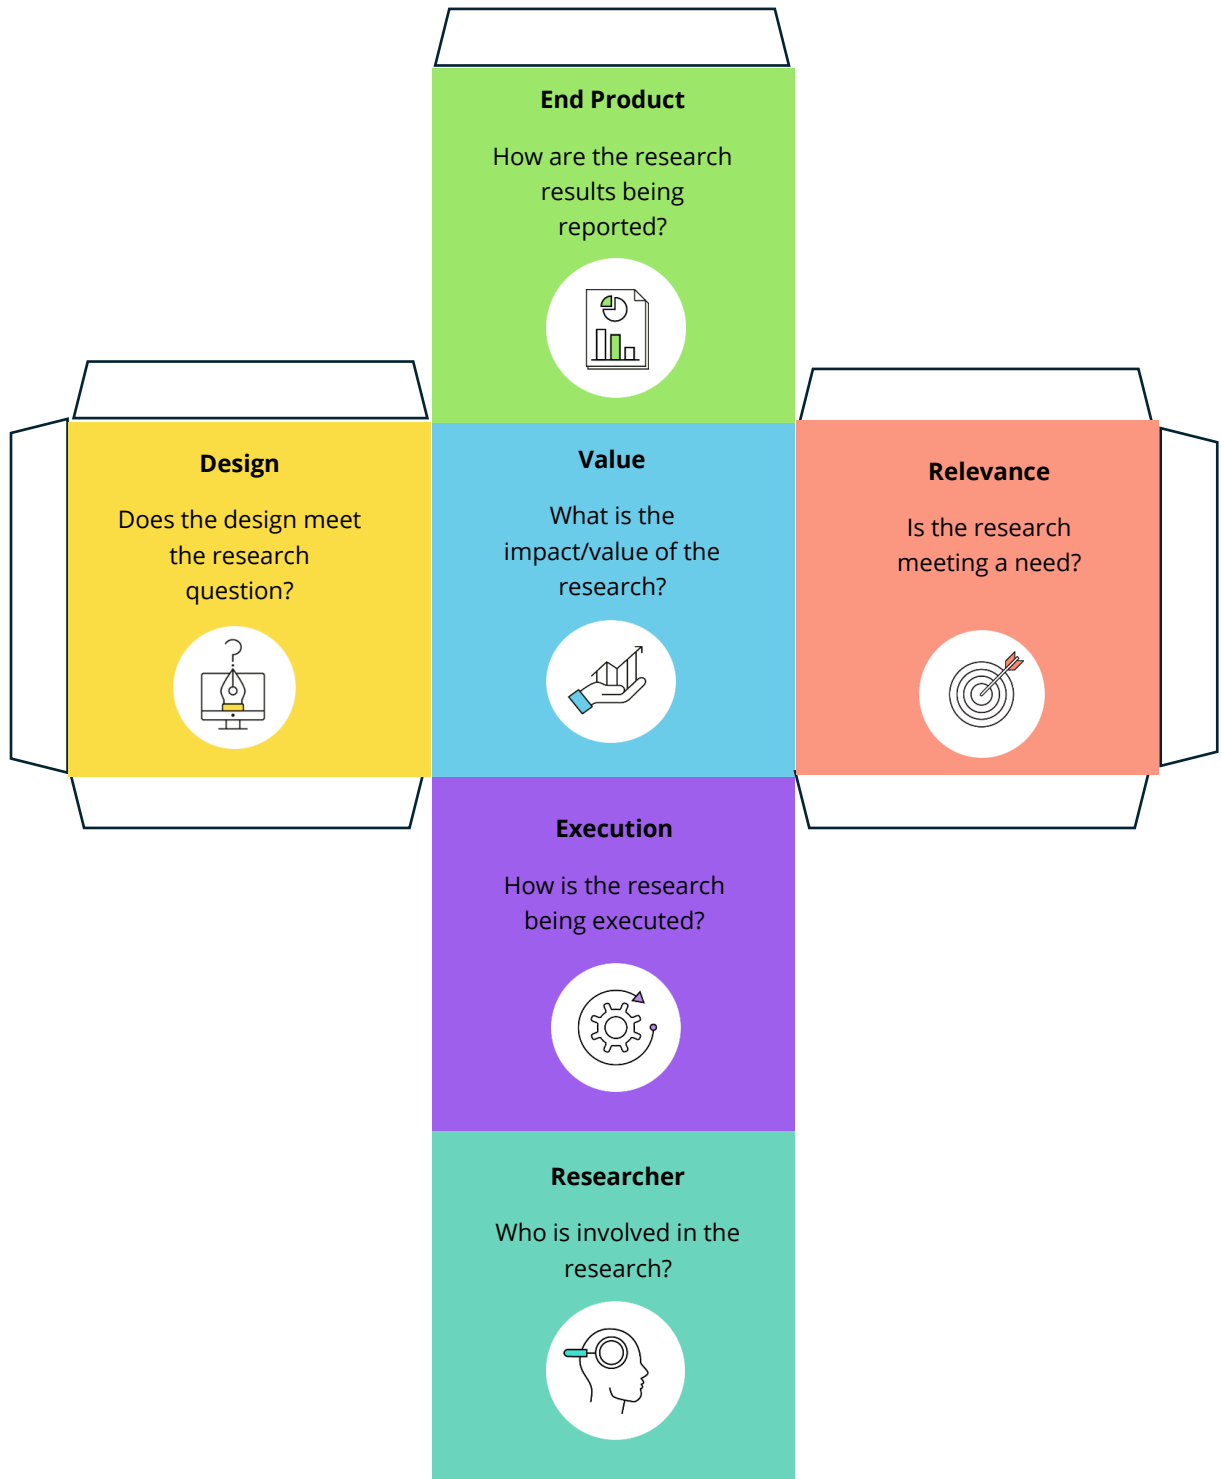 End Product
How are the research
results being
reported?
Design
Does the design meet
the research
question?
Value
What is the
impact/value of the
research?
Relevance
Is the research
meeting a need?
Execution
How is the research
being executed?
Researcher
Who is involved in the
research?